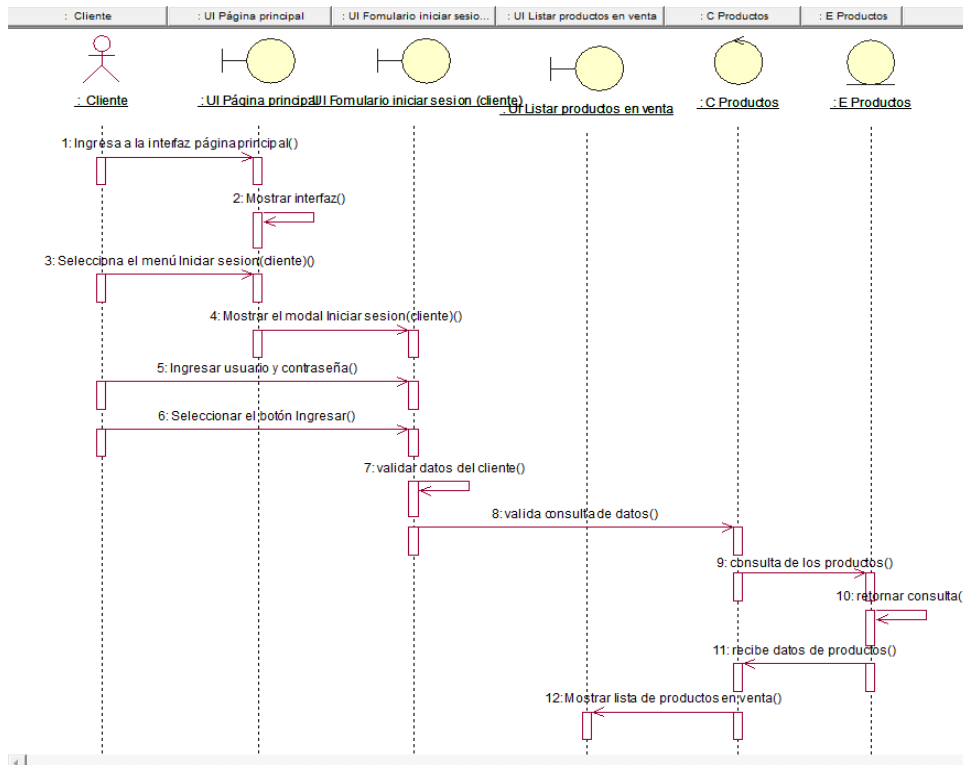 : Cliente
: UI Página principal
: UI Fomulario iniciar sesio...
: UI Listar productos en venta
: C Productos
: E Productos
: Cliente
: UI Página principal
UI Fomulario iniciar sesion (cliente)
: UI Listar productos en venta
: C Productos
: E Productos
1: Ingresa a la interfaz página principal()
2: Mostrar interfaz()
3: Selecciona el menú Iniciar sesion(cliente)()
4: Mostrar el modal Iniciar sesion(cliente)()
5: Ingresar usuario y contraseña()
6: Seleccionar el botón Ingresar()
7: validar datos del cliente()
8: valida consulta de datos()
9: consulta de los productos()
10: retornar consulta(
11: recibe datos de productos()
12: Mostrar lista de productos en venta()